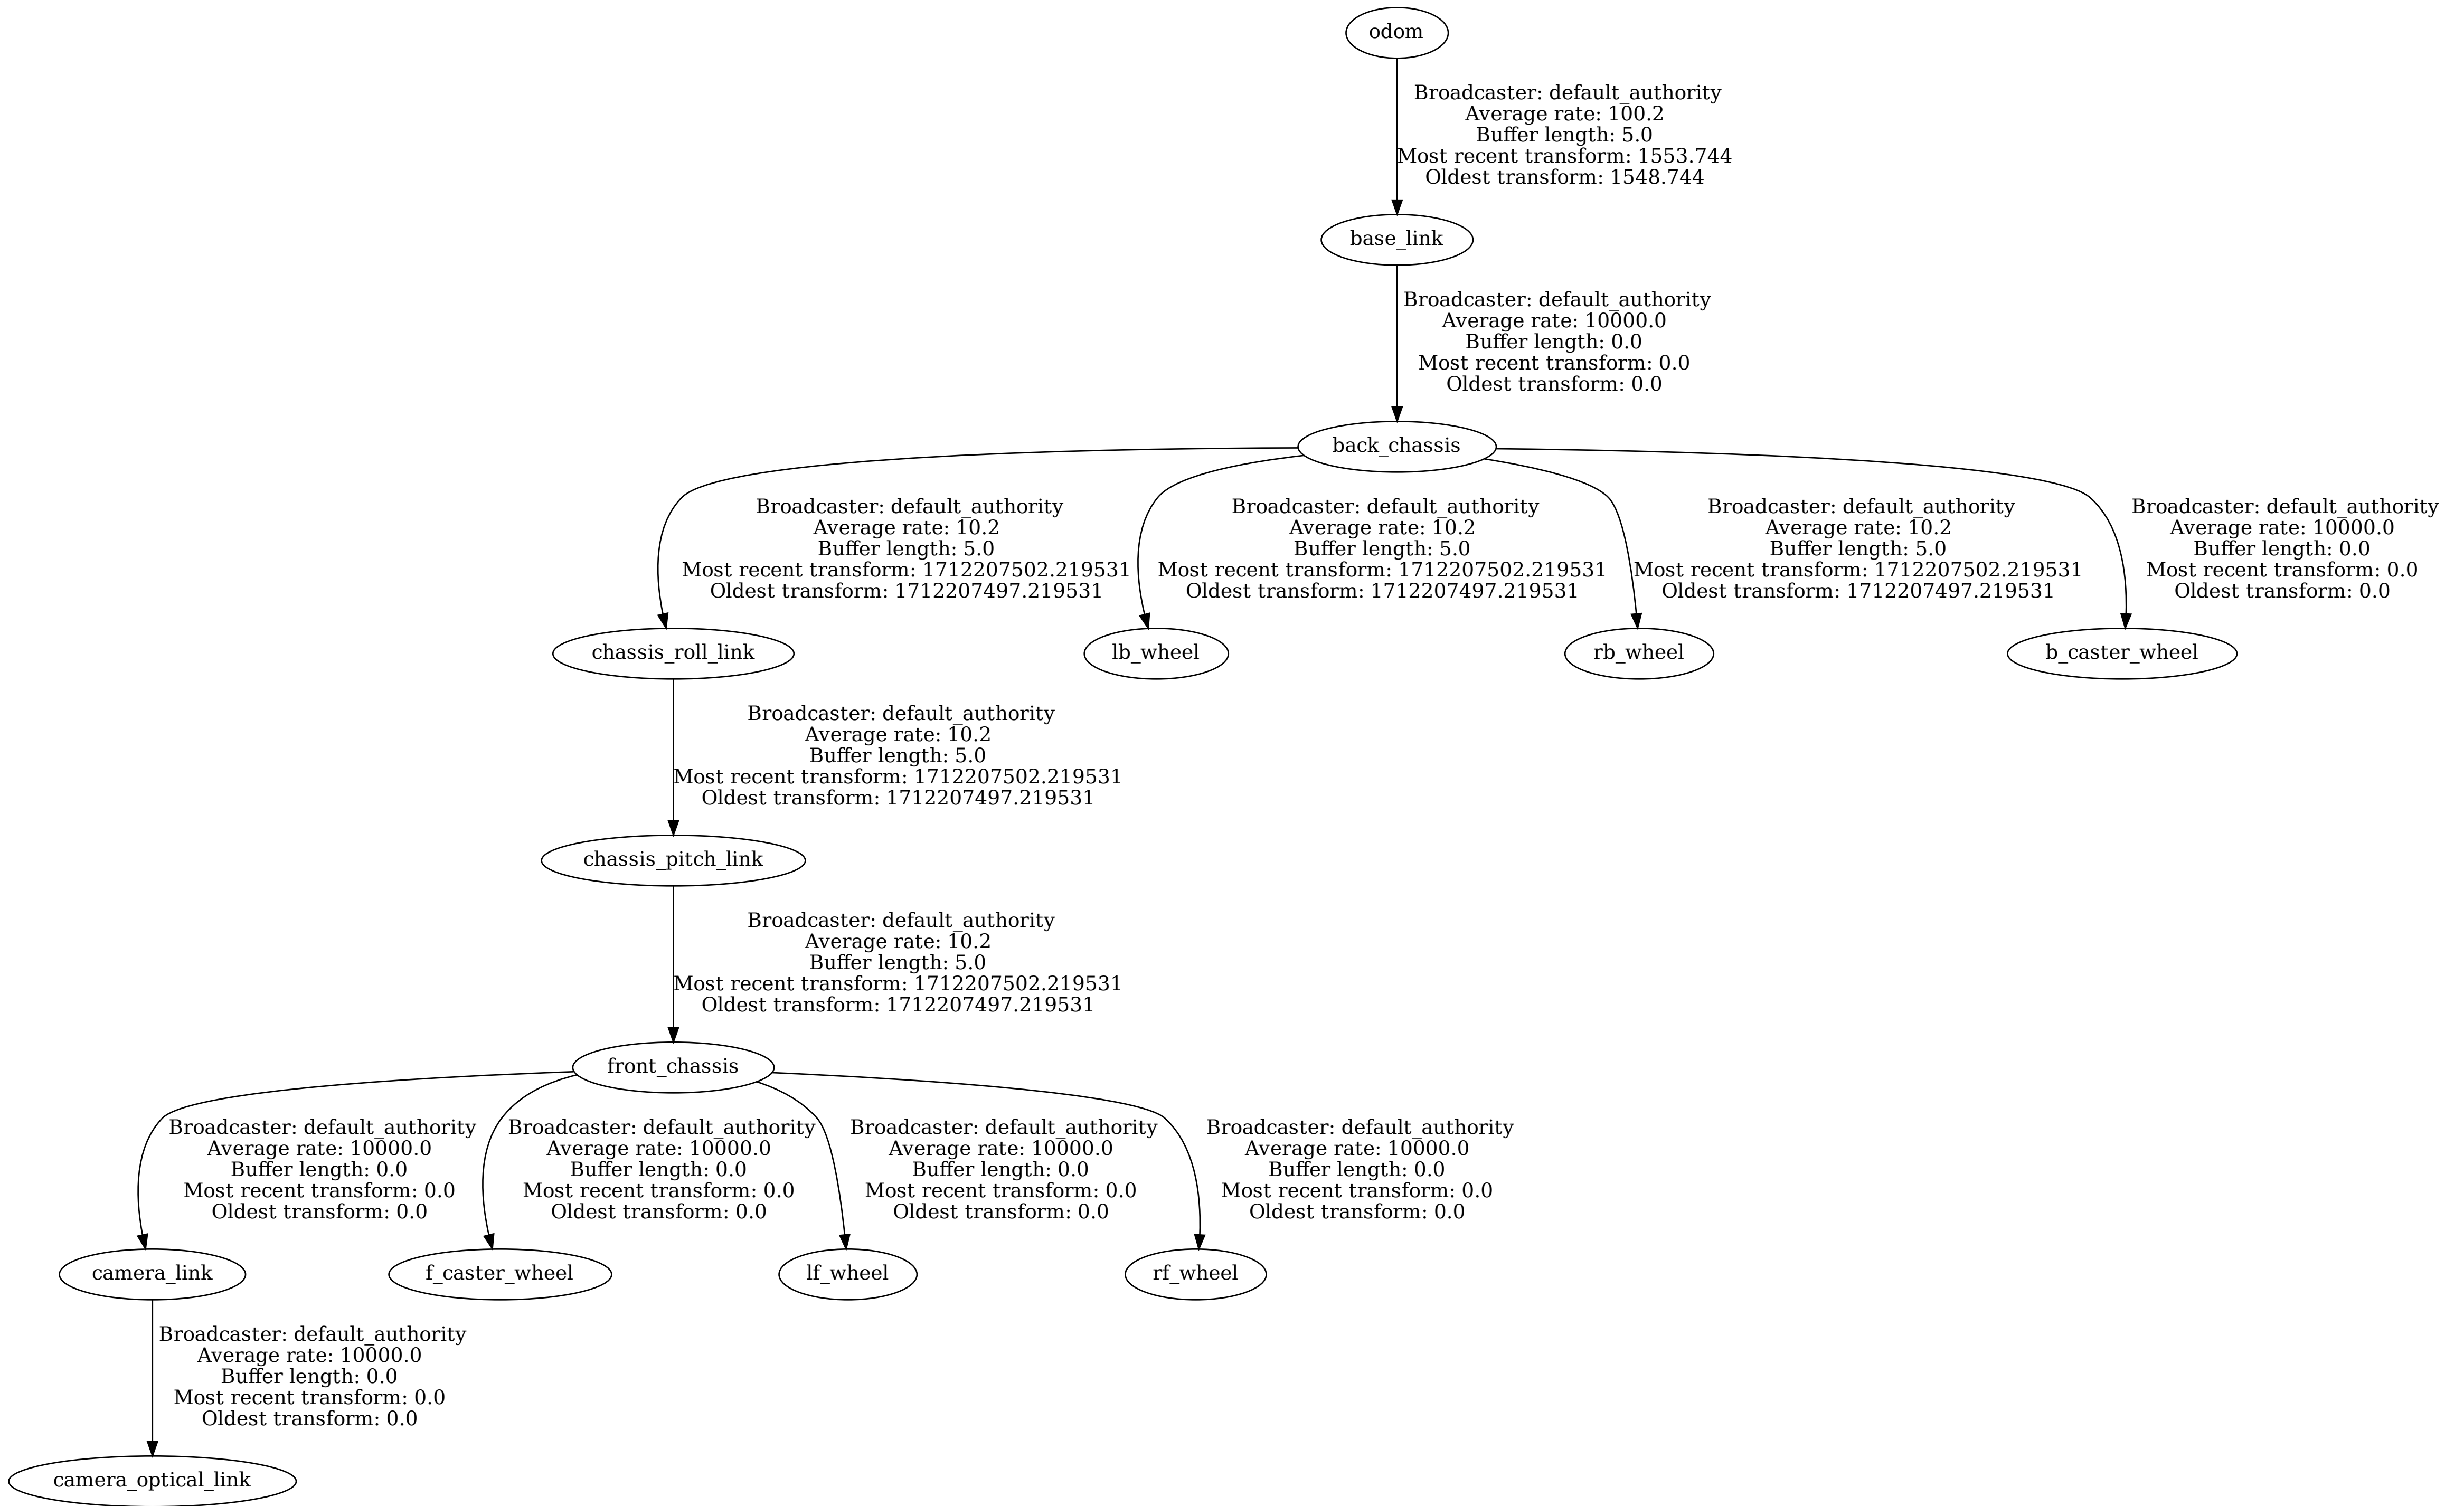 odom
Broadcaster: default_authority
Average rate: 100.2
Buffer length: 5.0
Most recent transform: 1553.744
Oldest transform: 1548.744
base_link
Broadcaster: default_authority
Average rate: 10000.0
Buffer length: 0.0
Most recent transform: 0.0
Oldest transform: 0.0
back_chassis
Broadcaster: default_authority
Average rate: 10.2
Buffer length: 5.0
Most recent transform: 1712207502.219531
Oldest transform: 1712207497.219531
Broadcaster: default_authority
Average rate: 10.2
Buffer length: 5.0
Most recent transform: 1712207502.219531
Oldest transform: 1712207497.219531
Broadcaster: default_authority
Average rate: 10.2
Buffer length: 5.0
Most recent transform: 1712207502.219531
Oldest transform: 1712207497.219531
Broadcaster: default_authority
Average rate: 10000.0
Buffer length: 0.0
Most recent transform: 0.0
Oldest transform: 0.0
chassis_roll_link
lb_wheel
rb_wheel
b_caster_wheel
Broadcaster: default_authority
Average rate: 10.2
Buffer length: 5.0
Most recent transform: 1712207502.219531
Oldest transform: 1712207497.219531
chassis_pitch_link
Broadcaster: default_authority
Average rate: 10.2
Buffer length: 5.0
Most recent transform: 1712207502.219531
Oldest transform: 1712207497.219531
front_chassis
Broadcaster: default_authority
Average rate: 10000.0
Buffer length: 0.0
Most recent transform: 0.0
Oldest transform: 0.0
Broadcaster: default_authority
Average rate: 10000.0
Buffer length: 0.0
Most recent transform: 0.0
Oldest transform: 0.0
Broadcaster: default_authority
Average rate: 10000.0
Buffer length: 0.0
Most recent transform: 0.0
Oldest transform: 0.0
Broadcaster: default_authority
Average rate: 10000.0
Buffer length: 0.0
Most recent transform: 0.0
Oldest transform: 0.0
camera_link
f_caster_wheel
lf_wheel
rf_wheel
Broadcaster: default_authority
Average rate: 10000.0
Buffer length: 0.0
Most recent transform: 0.0
Oldest transform: 0.0
camera_optical_link